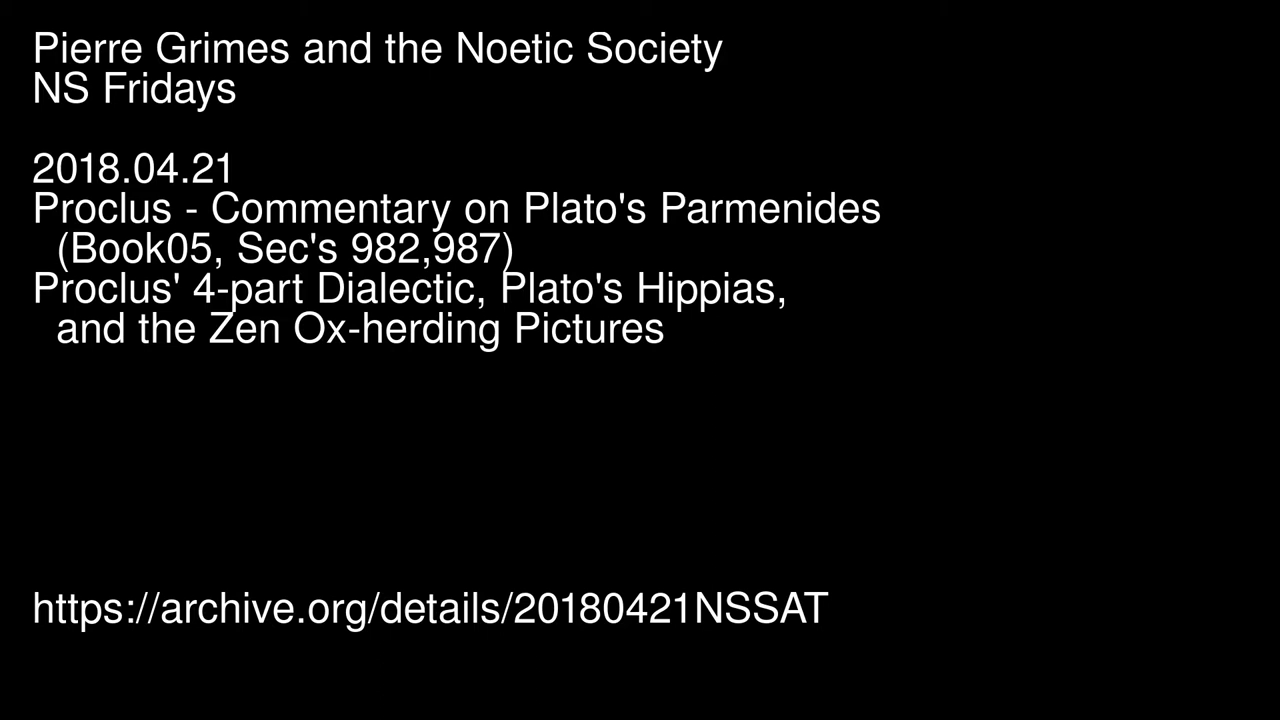 Pierre Grimes and the Noetic Society
NS Fridays
2018.04.21
Proclus - Commentary on Plato's Parmenides
(Book05, Sec's 982,987)
Proclus' 4-part Dialectic, Plato's Hippias,
and the Zen Ox-herding Pictures
https://archive.org/details/20180421NSSAT